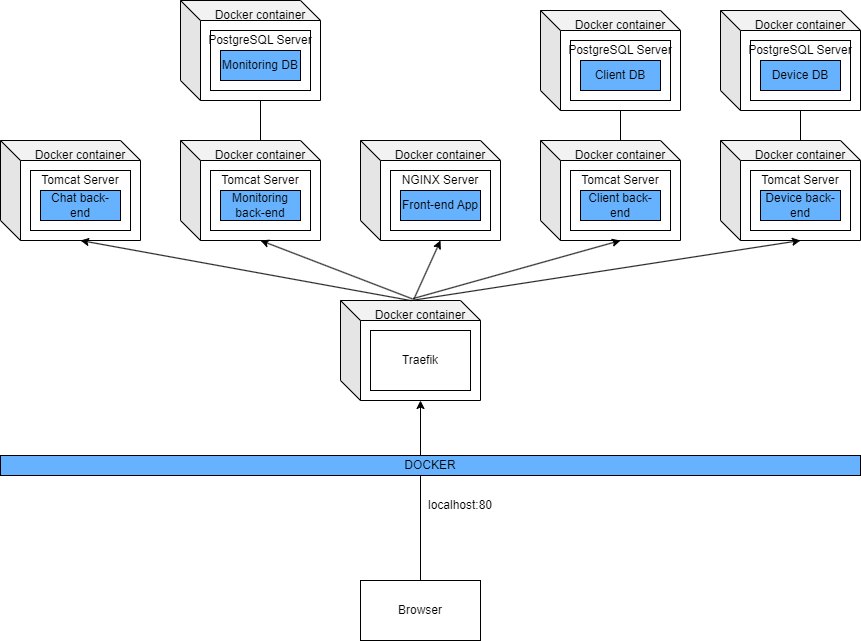 Docker container
PostgreSQL Server
Monitoring DB
Docker container
PostgreSQL Server
Client DB
Docker container
PostgreSQL Server
Device DB
Docker container
Tomcat Server
Chat back-
end
Docker container
Tomcat Server
Monitoring
back-end
Docker container
NGINX Server
Front-end App
Docker container
Tomcat Server
Client back-
end
Docker container
Tomcat Server
Device back-
end
Docker container
Traefik
DOCKER
localhost:80
Browser